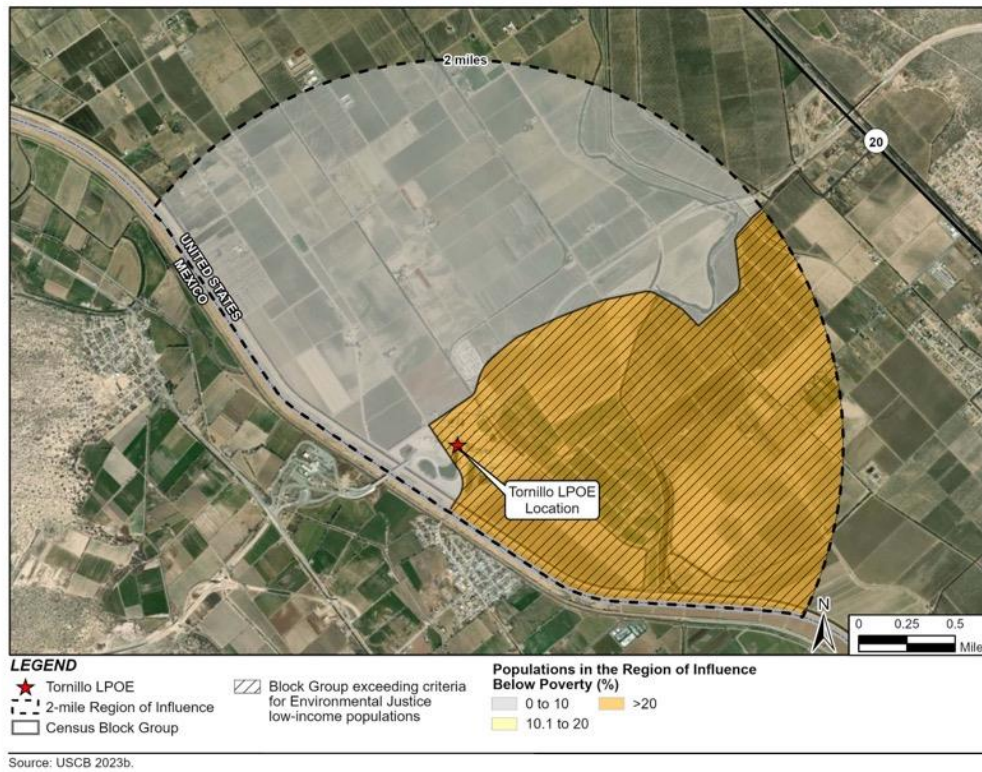 2 miles
20
UNITED STATES
MEXICO
Tornillo LPOE
Location
N
0 0.25 0.5
Mile
LEGEND
Tornillo LPOE
2-mile Region of Influence
Census Block Group
Block Group exceeding criteria
for Environmental Justice
low-income populations
Populations in the Region of Influence
Below Poverty (%)
0 to 10
>20
10.1 to 20
Source: USCB 2023b.